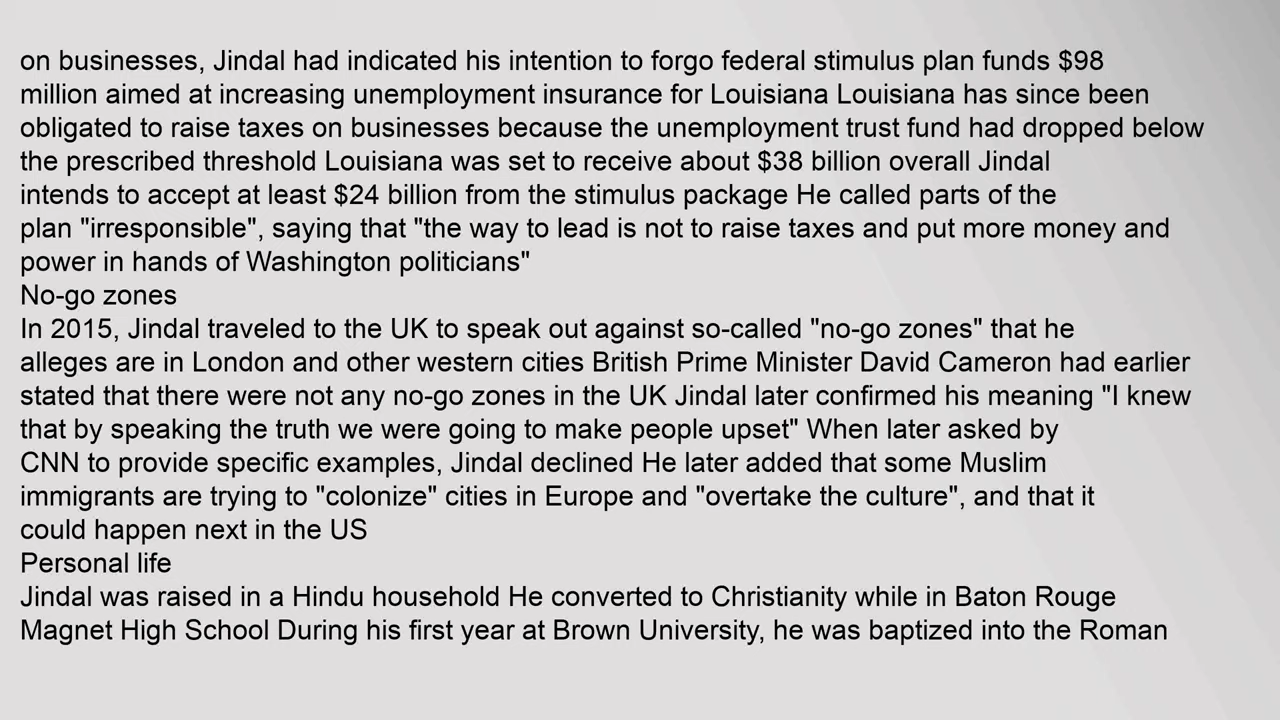 on businesses, Jindal had indicated his intention to forgo federal stimulus plan funds $98
million aimed at increasing unemployment insurance for Louisiana Louisiana has since been
obligated to raise taxes on businesses because the unemployment trust fund had dropped below
the prescribed threshold Louisiana was set to receive about $38 billion overall Jindal
intends to accept at least $24 billion from the stimulus package He called parts of the
plan "irresponsible", saying that "the way to lead is not to raise taxes and put more money and
power in hands of Washington politicians"
No-go zones
In 2015, Jindal traveled to the UK to speak out against so-called "no-go zones" that he
alleges are in London and other western cities British Prime Minister David Cameron had earlier
stated that there were not any no-go zones in the UK Jindal later confirmed his meaning "I knew
that by speaking the truth we were going to make people upset" When later asked by
CNN to provide specific examples, Jindal declined He later added that some Muslim
immigrants are trying to "colonize" cities in Europe and "overtake the culture", and that it
could happen next in the US
Personal life
Jindal was raised in a Hindu household He converted to Christianity while in Baton Rouge
Magnet High School During his first year at Brown University, he was baptized into the Roman